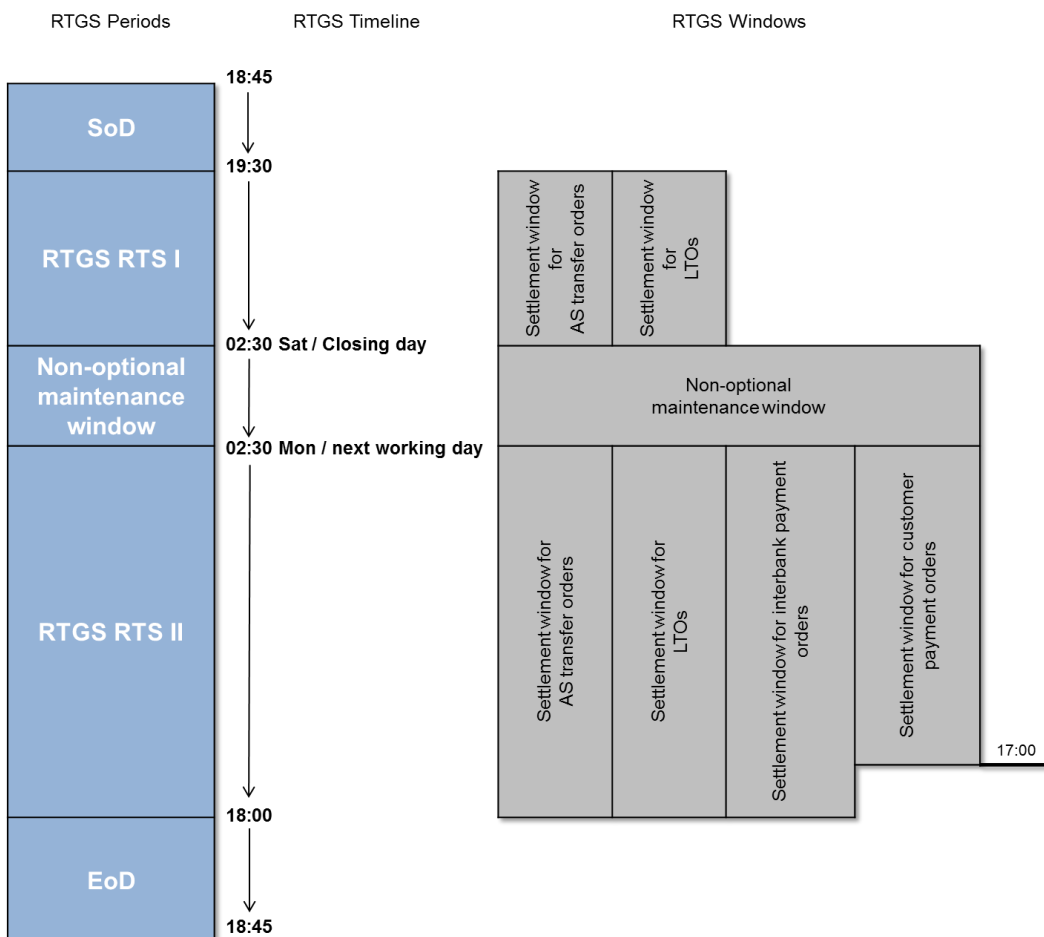 RTGS Periods
RTGS Timeline
RTGS Windows
18:45
SoD
19:30
RTGS RTS I
Settlement window
for
AS transfer orders
Settlement window
for
LTOs
02:30 Sat / Closing day
Non-optional
maintenance
window
Non-optional
maintenance window
02:30 Mon / next working day
RTGS RTS II
Settlement window for
AS transfer orders
Settlement window for
LTOs
Settlement window for interbank payment
orders
Settlement window for customer
payment orders
17:00
18:00
EoD
18:45